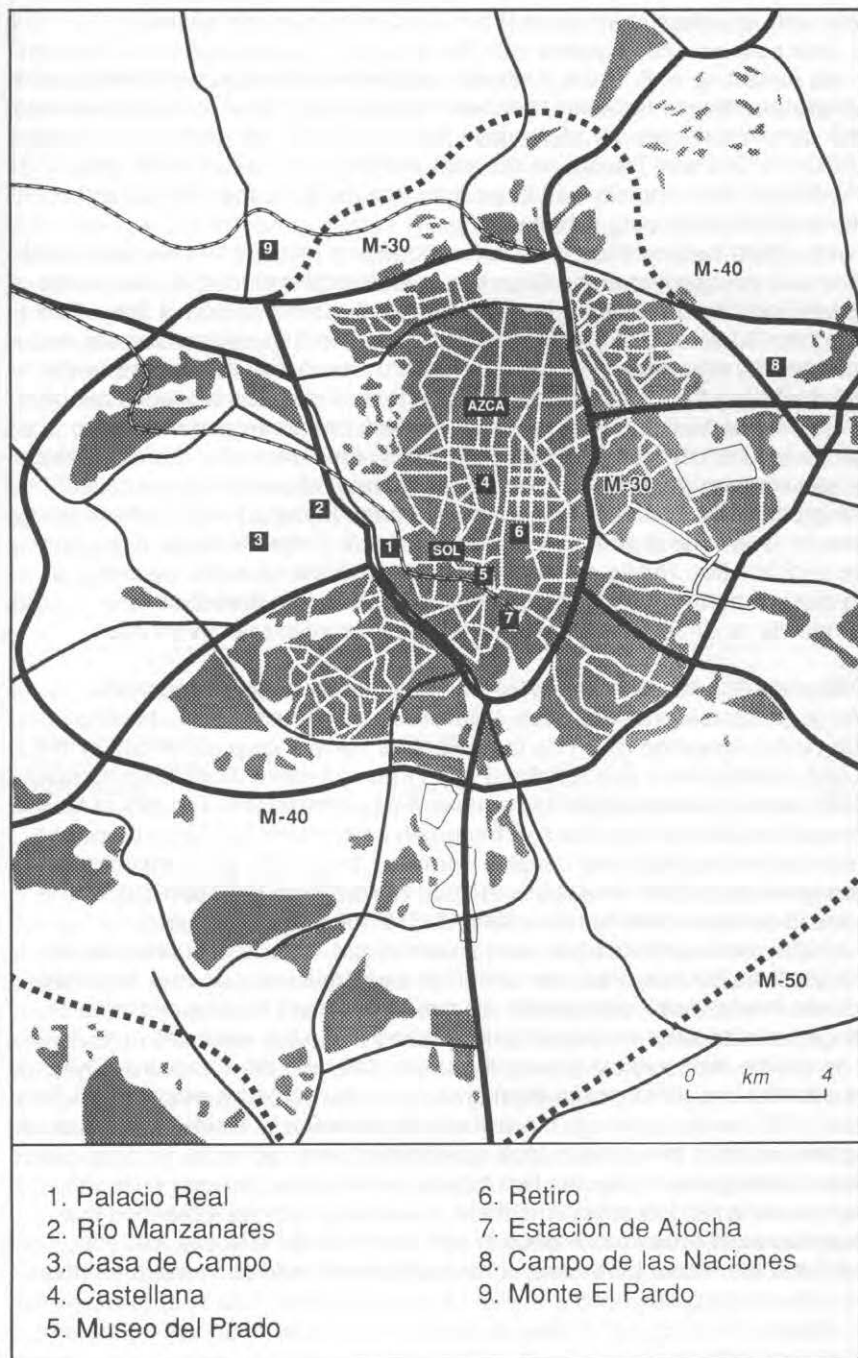 9
M-30
M-40
8
AZCA
4
M-30
2
6
3
1
SOL
5
7
M-40
M-50
0 km 4
1. Palacio Real
2. Río Manzanares
3. Casa de Campo
4. Castellana
5. Museo del Prado
6. Retiro
7. Estación de Atocha
8. Campo de las Naciones
9. Monte El Pardo